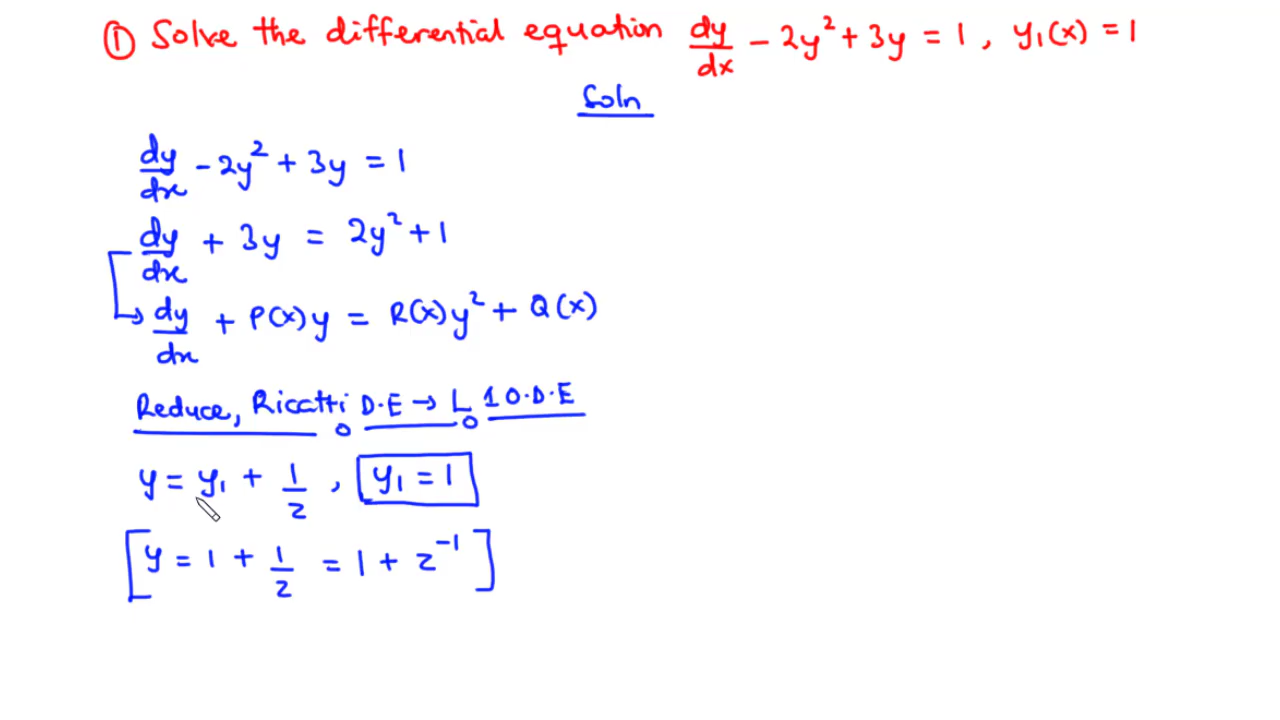 ① Solve the differential equation dy/dx − 2y² + 3y = 1, y₁(x) = 1
Soln
dy/dx − 2y² + 3y = 1
dy/dx + 3y = 2y² + 1
→ dy/dx + P(x)y = R(x)y² + Q(x)
Reduce, Ricatti D.E → L 1 O.D.E
y = y₁ + 1/z, y₁ = 1
[y = 1 + 1/z = 1 + z⁻¹]